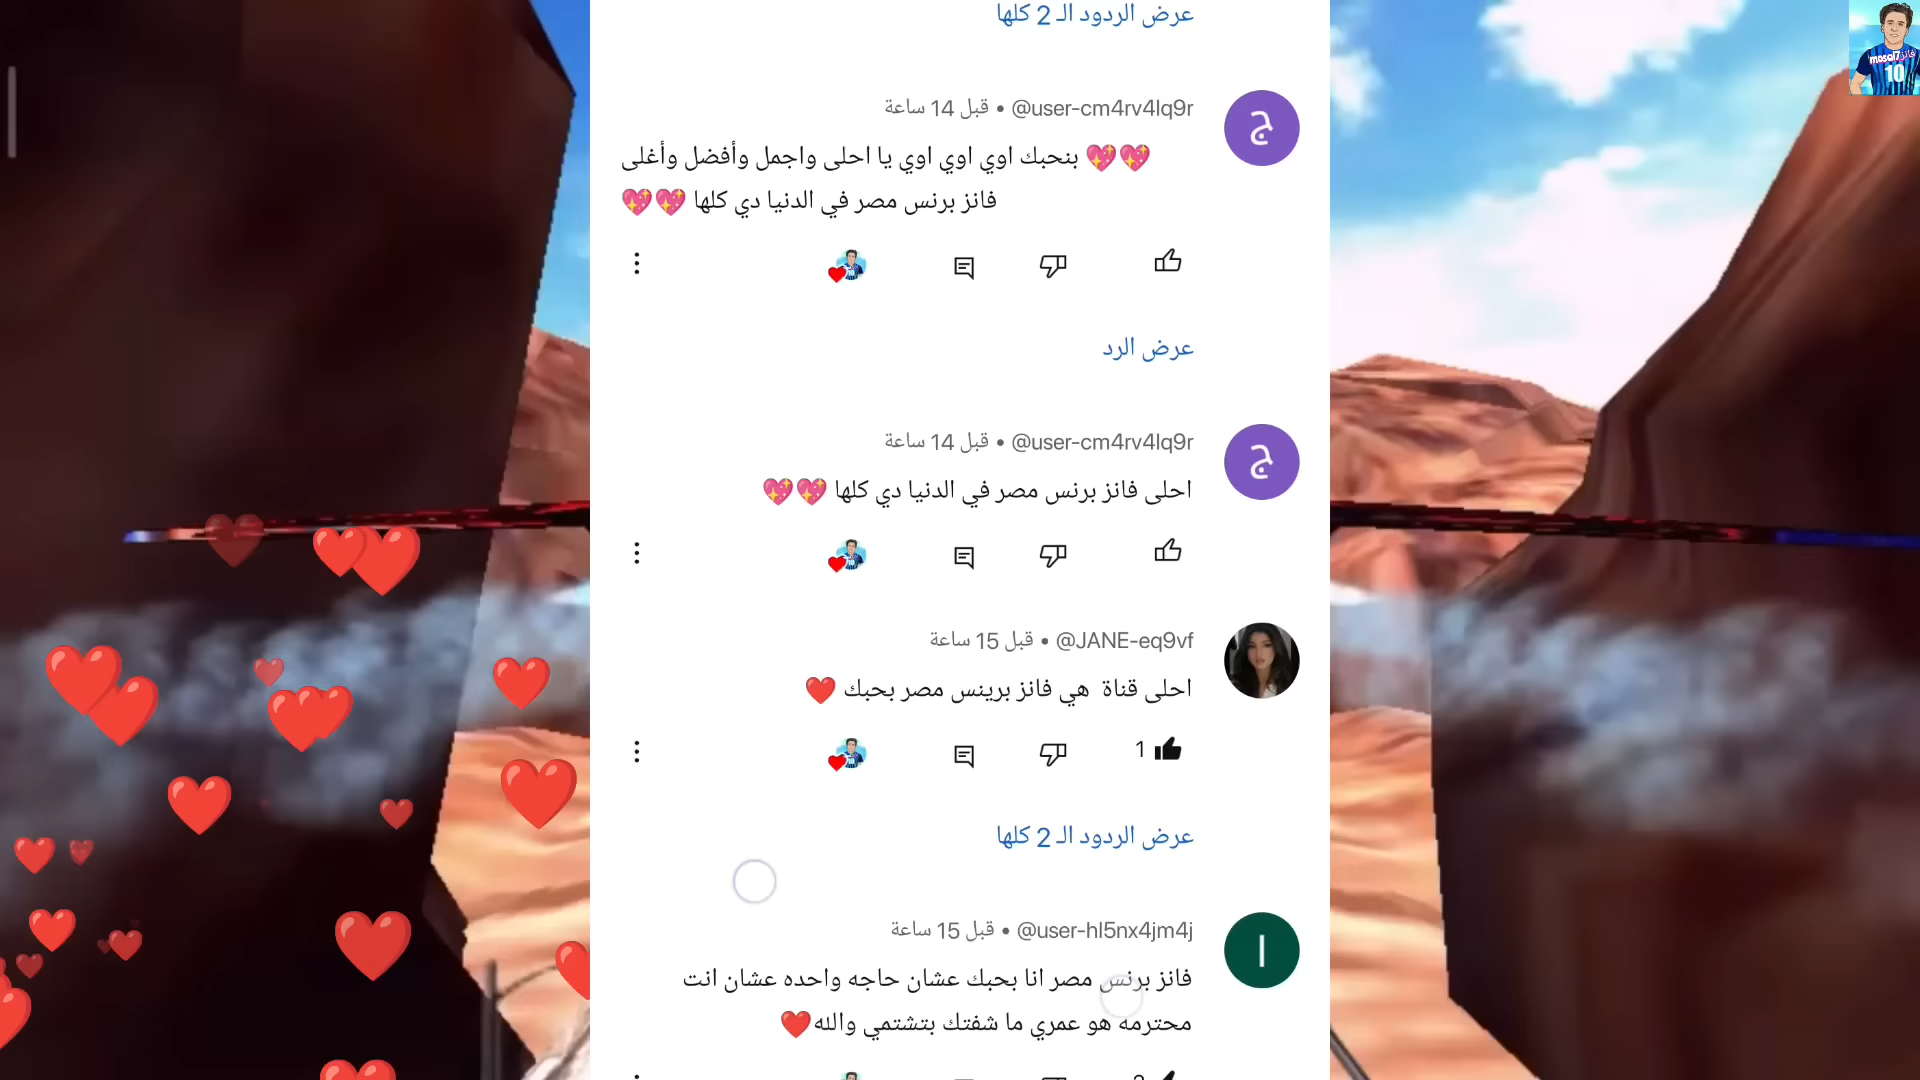 عرض الردود الـ 2 كلها
@user-cm4rv4lq9r • قبل 14 ساعة
ج
💖💖 بنحبك اوي اوي اوي يا احلى واجمل وأفضل وأغلى
فانز برنس مصر في الدنيا دي كلها 💖💖
عرض الرد
@user-cm4rv4lq9r • قبل 14 ساعة
ج
احلى فانز برنس مصر في الدنيا دي كلها 💖💖
@JANE-eq9vf • قبل 15 ساعة
احلى قناة هي فانز برينس مصر بحبك ❤️
1
عرض الردود الـ 2 كلها
@user-hl5nx4jm4j • قبل 15 ساعة
ا
فانز برنس مصر انا بحبك عشان حاجه واحده عشان انت
محترمه هو عمري ما شفتك بتشتمي والله❤️
فانز mosal7
10